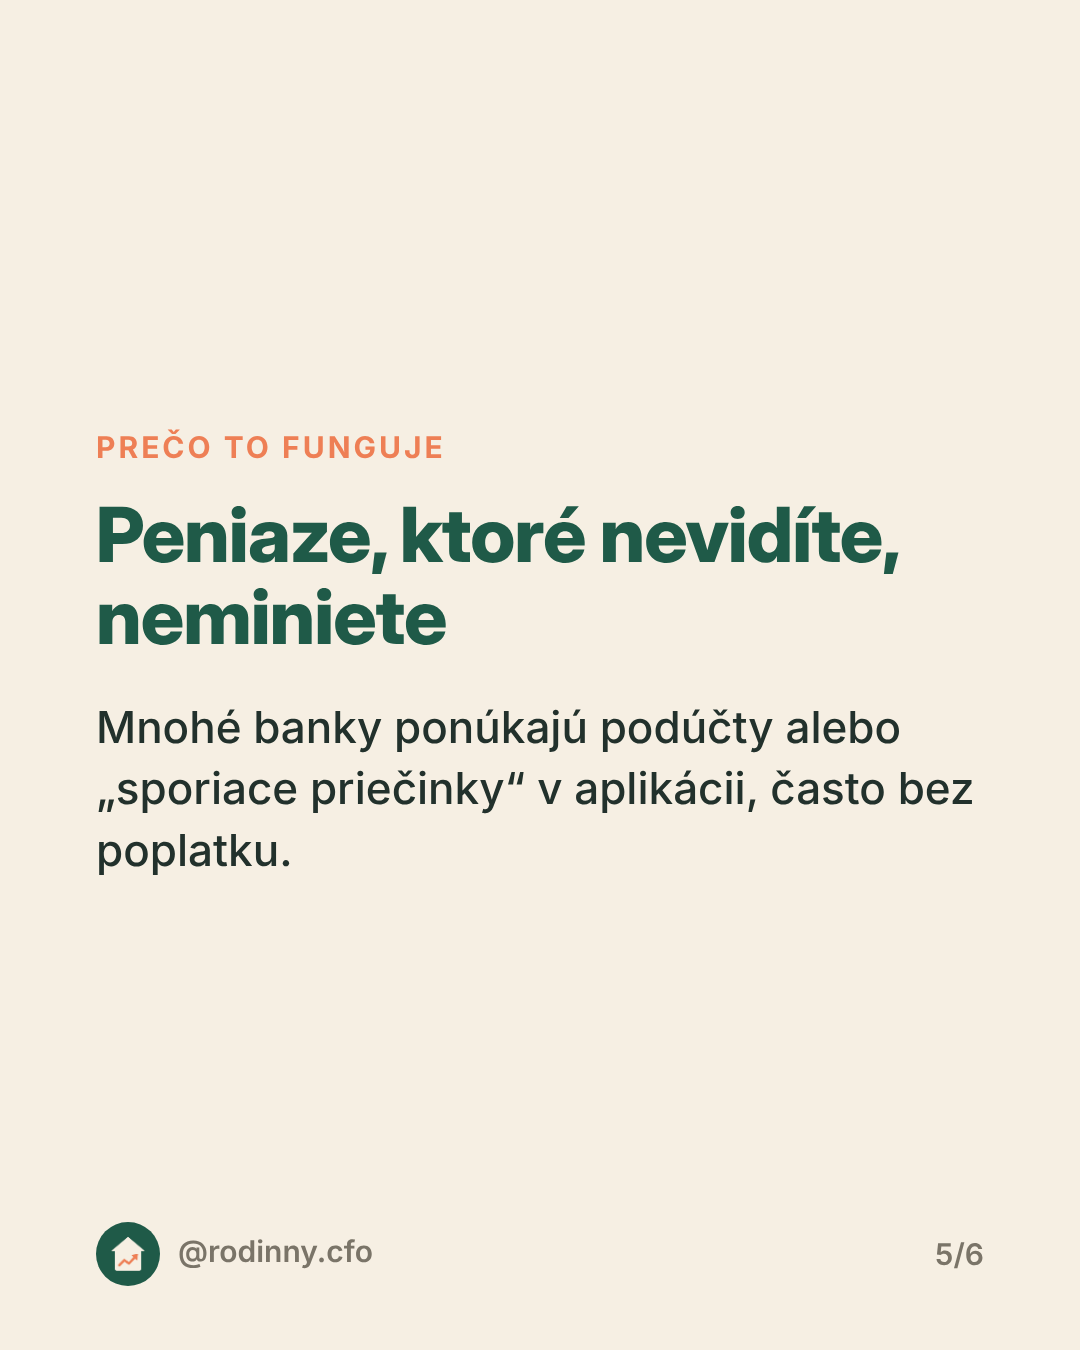 PREČO TO FUNGUJE
Peniaze, ktoré nevidíte,
neminiete
Mnohé banky ponúkajú podúčty alebo
„sporiace priečinky“ v aplikácii, často bez
poplatku.
@rodinny.cfo
5/6